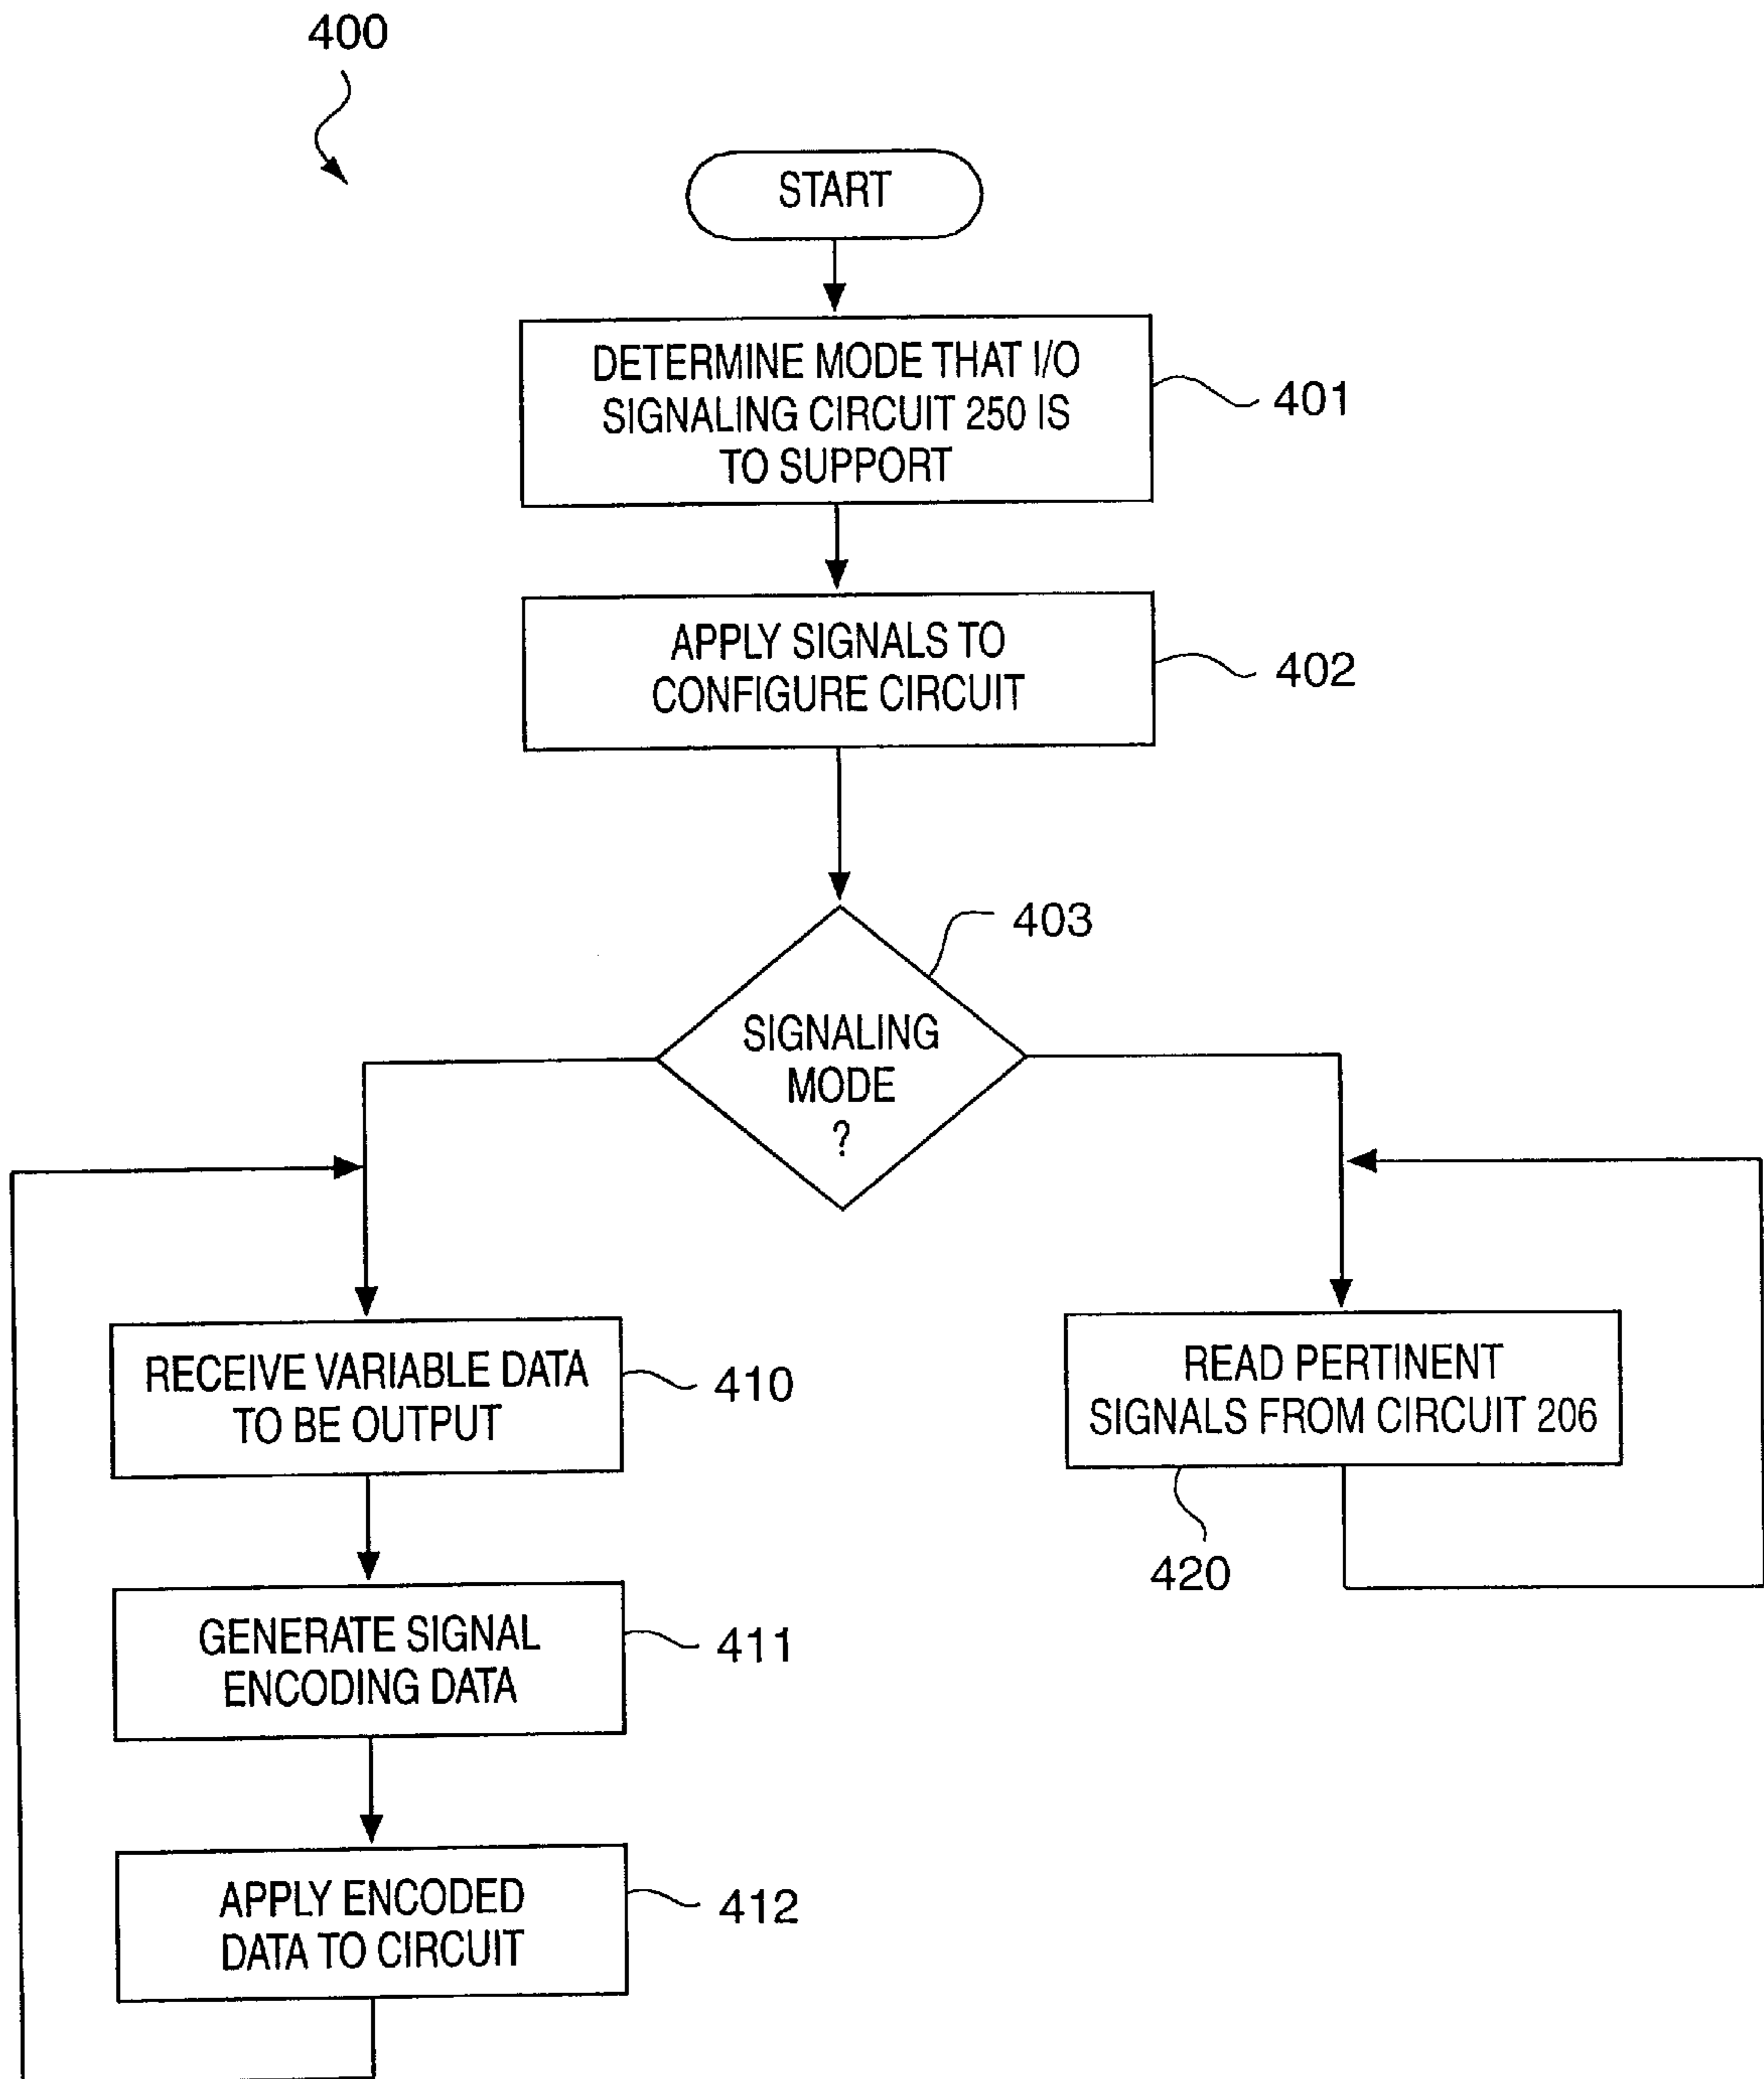 400
START
DETERMINE MODE THAT I/O
SIGNALING CIRCUIT 250 IS
TO SUPPORT
401
APPLY SIGNALS TO
CONFIGURE CIRCUIT
402
403
SIGNALING
MODE
?
RECEIVE VARIABLE DATA
TO BE OUTPUT
410
READ PERTINENT
SIGNALS FROM CIRCUIT 206
420
GENERATE SIGNAL
ENCODING DATA
411
APPLY ENCODED
DATA TO CIRCUIT
412